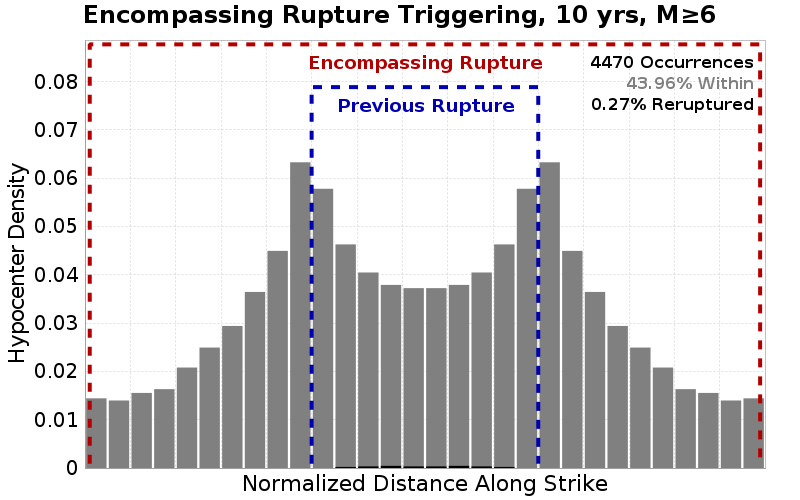 Encompassing Rupture Triggering, 10 yrs, M≥6
Encompassing Rupture
4470 Occurrences
43.96% Within
Previous Rupture
0.27% Reruptured
Hypocenter Density
0.08
0.07
0.06
0.05
0.04
0.03
0.02
0.01
0
Normalized Distance Along Strike